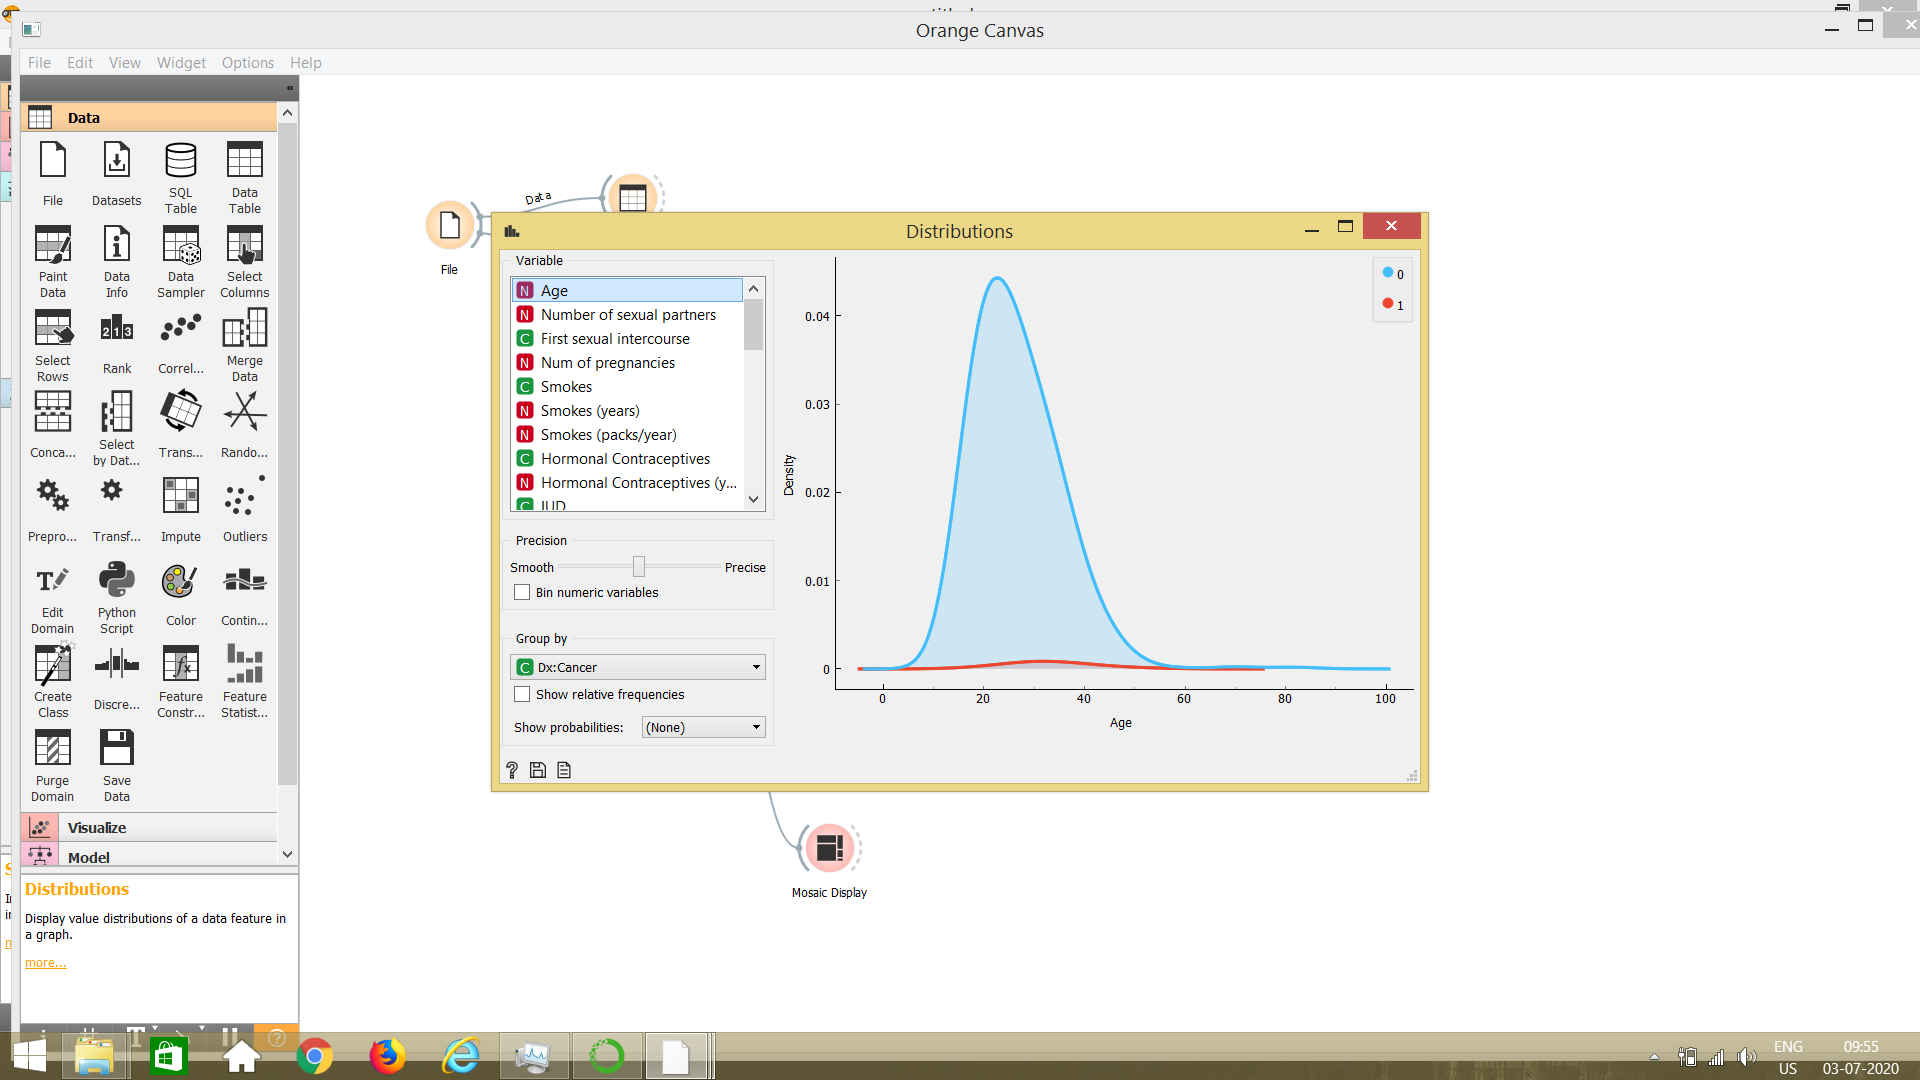 Orange Canvas
File Edit View Widget Options Help
«
Data
File
Datasets
SQL
Table
Data
Table
Paint
Data
Data
Info
Data
Sampler
Select
Columns
Select
Rows
Rank
Correl...
Merge
Data
Conca...
Select
by Dat...
Trans...
Rando...
Prepro...
Transf...
Impute
Outliers
Edit
Domain
Python
Script
Color
Contin...
Create
Class
Discre...
Feature
Constr...
Feature
Statist...
Purge
Domain
Save
Data
Visualize
Model
Distributions
Display value distributions of a data feature in
a graph.
more...
File
Data
Distributions
Variable
N Age
N Number of sexual partners
C First sexual intercourse
N Num of pregnancies
C Smokes
N Smokes (years)
N Smokes (packs/year)
C Hormonal Contraceptives
N Hormonal Contraceptives (y...
C IUD
Precision
Smooth Precise
Bin numeric variables
Group by
C Dx:Cancer
Show relative frequencies
Show probabilities: (None)
Density
0.04
0.03
0.02
0.01
0
0 20 40 60 80 100
Age
0
1
Mosaic Display
ENG
US
09:55
03-07-2020